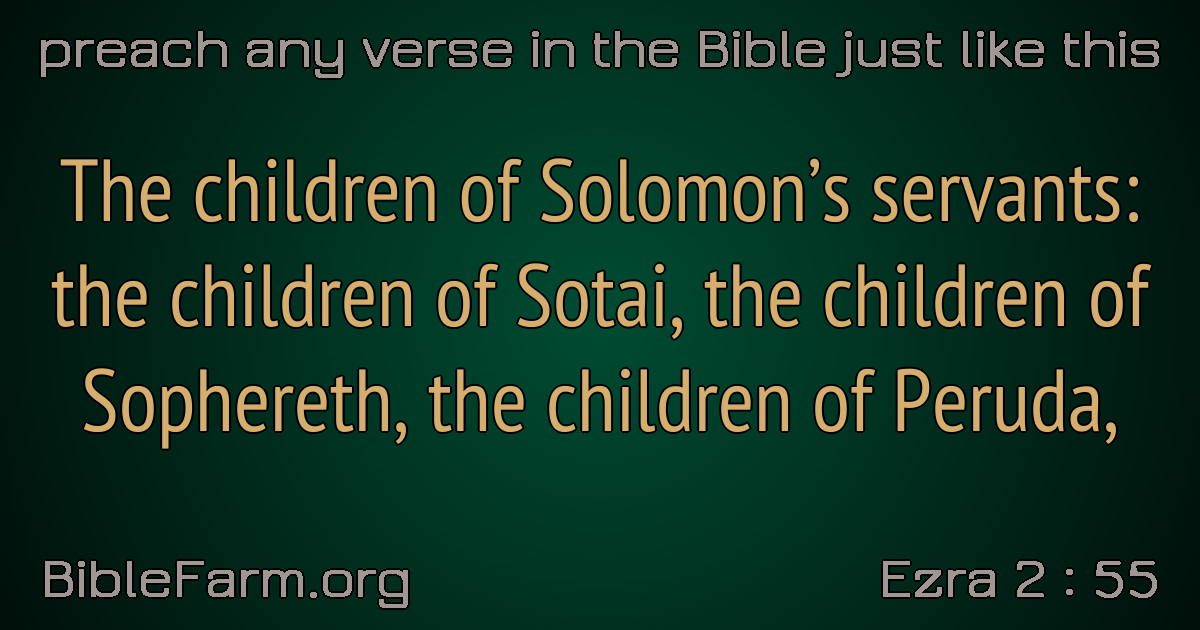 preach any verse in the Bible just like this
The children of Solomon’s servants:
the children of Sotai, the children of
Sophereth, the children of Peruda,
BibleFarm.org
Ezra 2 : 55